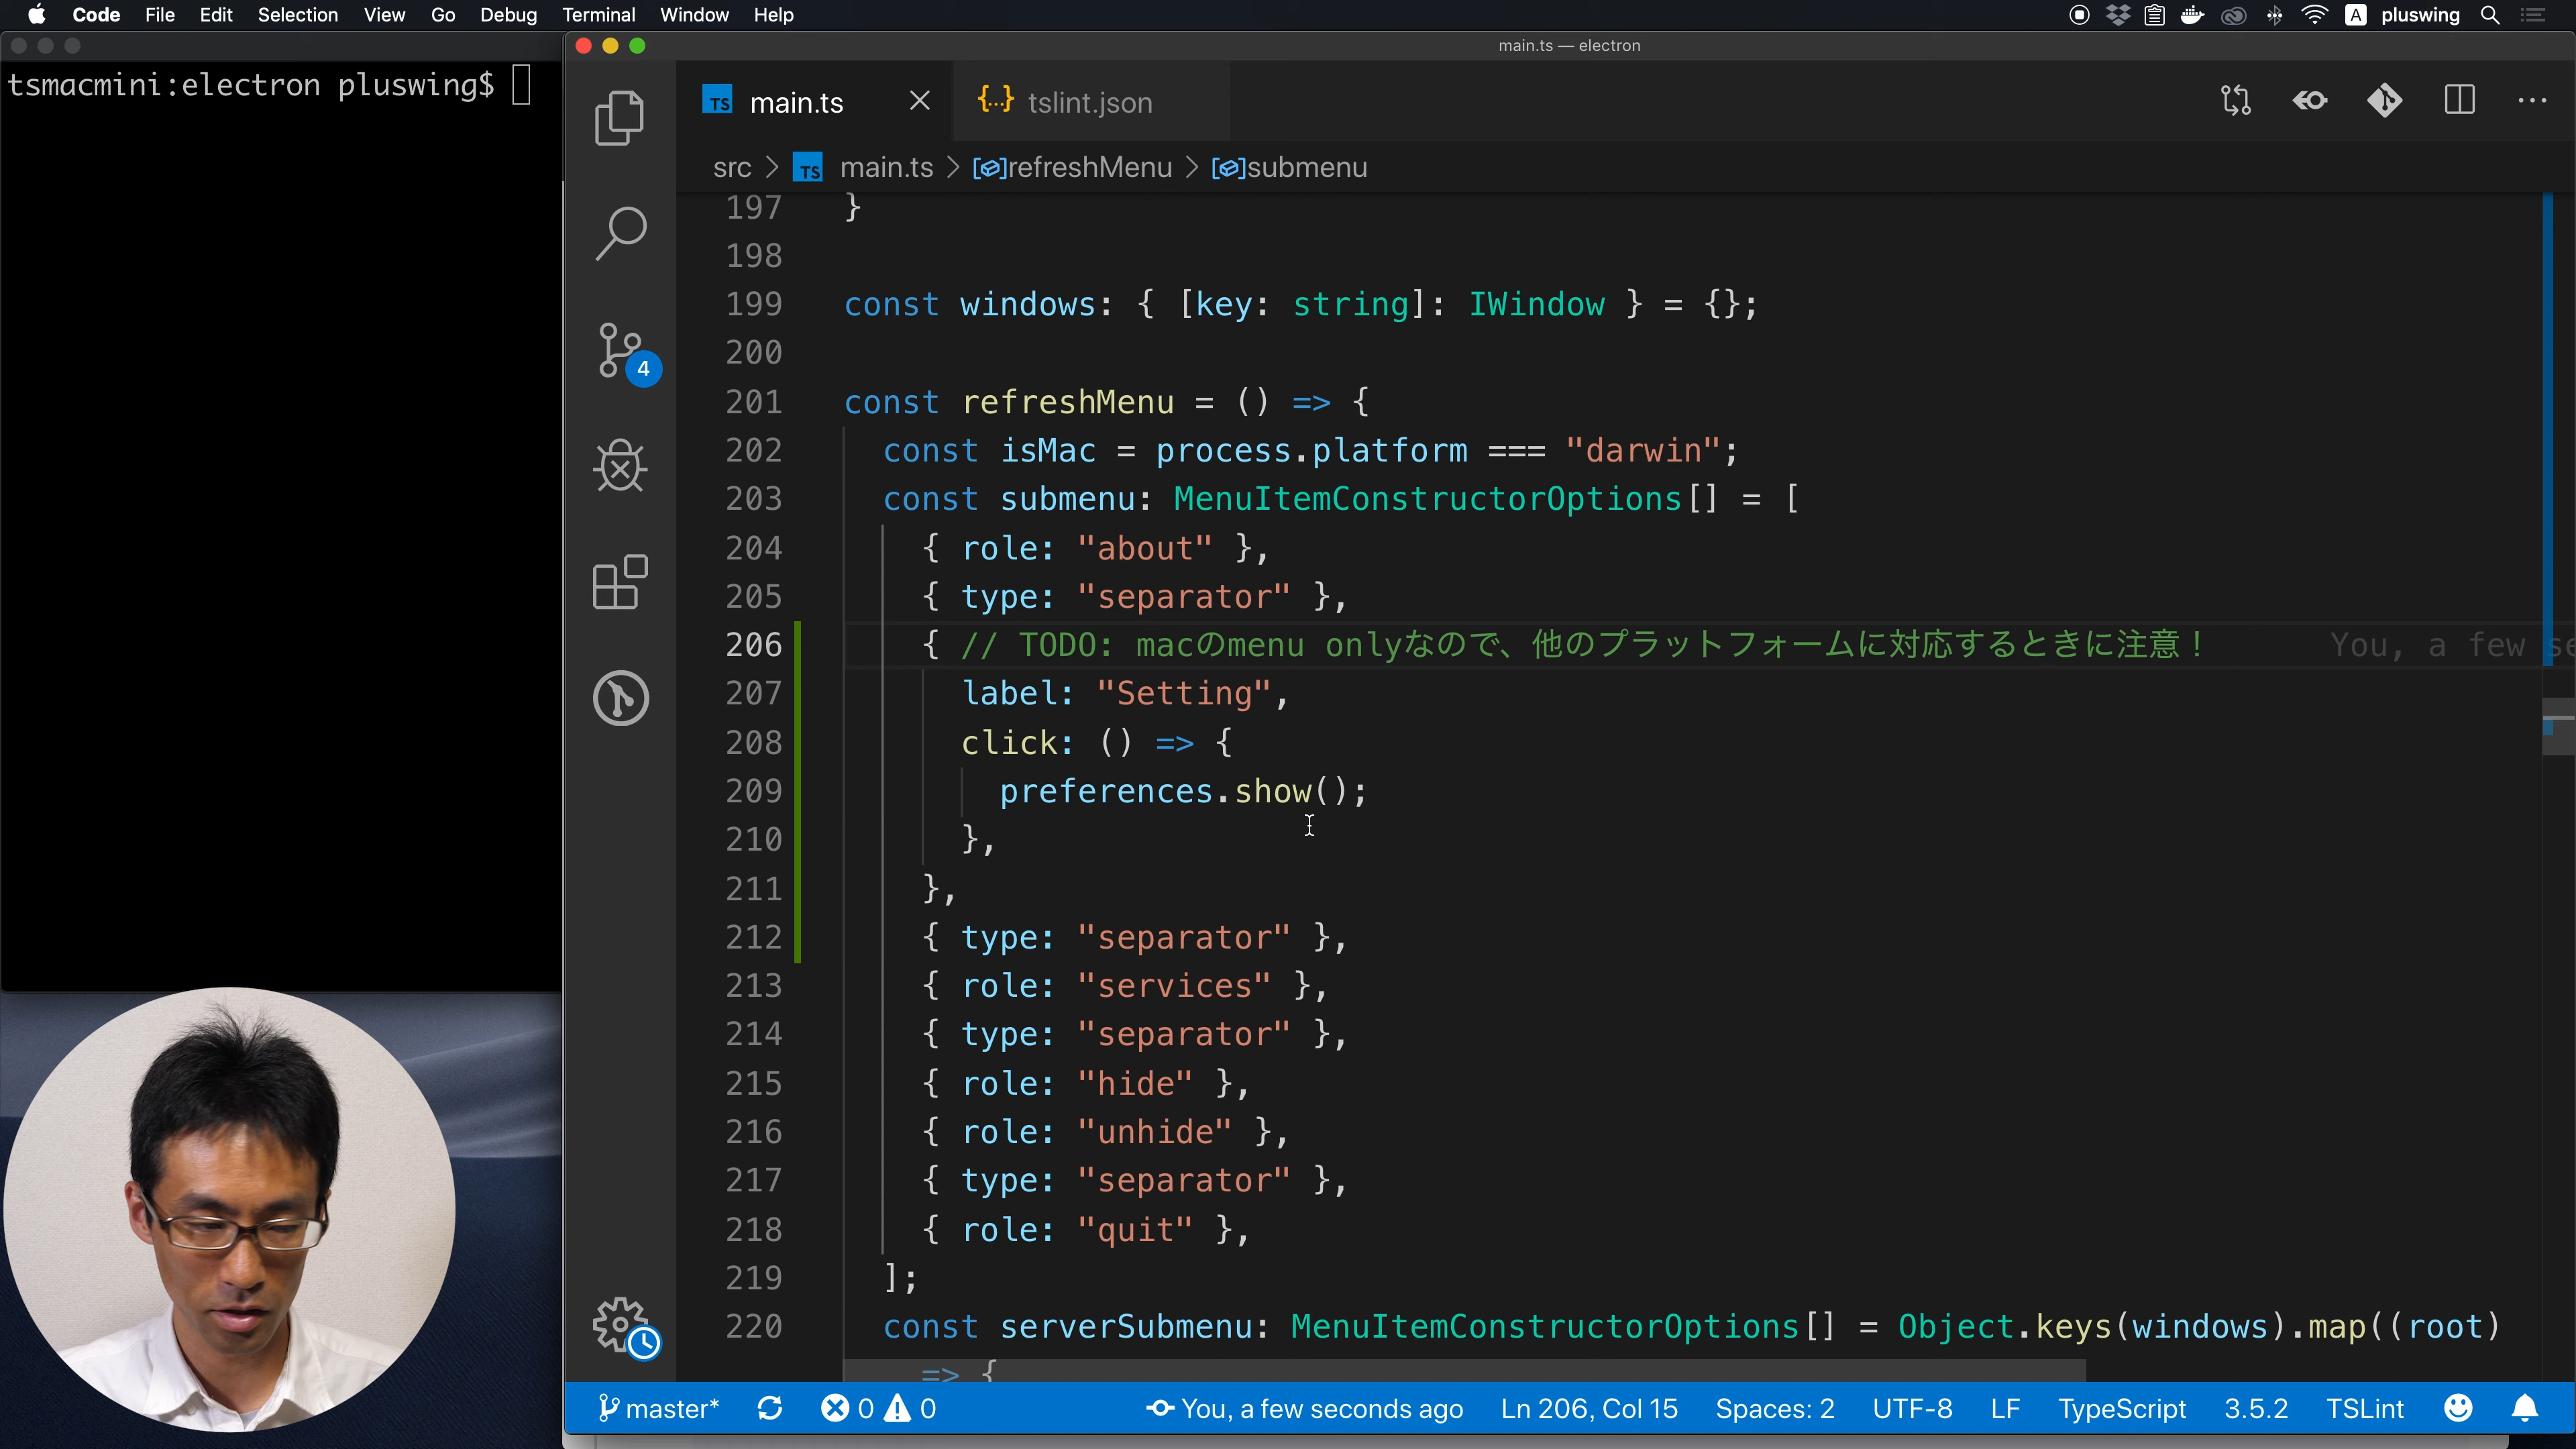 Code File Edit Selection View Go Debug Terminal Window Help
A pluswing
tsmacmini:electron pluswing$
main.ts — electron
TS main.ts
{..} tslint.json
src > TS main.ts > refreshMenu > submenu
197 }
198
199 const windows: { [key: string]: IWindow } = {};
200
201 const refreshMenu = () => {
202 const isMac = process.platform === "darwin";
203 const submenu: MenuItemConstructorOptions[] = [
204 { role: "about" },
205 { type: "separator" },
206 { // TODO: macのmenu onlyなので、他のプラットフォームに対応するときに注意！ You, a few se
207 label: "Setting",
208 click: () => {
209 preferences.show();
210 },
211 },
212 { type: "separator" },
213 { role: "services" },
214 { type: "separator" },
215 { role: "hide" },
216 { role: "unhide" },
217 { type: "separator" },
218 { role: "quit" },
219 ];
220 const serverSubmenu: MenuItemConstructorOptions[] = Object.keys(windows).map((root)
=> {
4
master* 0 0 You, a few seconds ago Ln 206, Col 15 Spaces: 2 UTF-8 LF TypeScript 3.5.2 TSLint